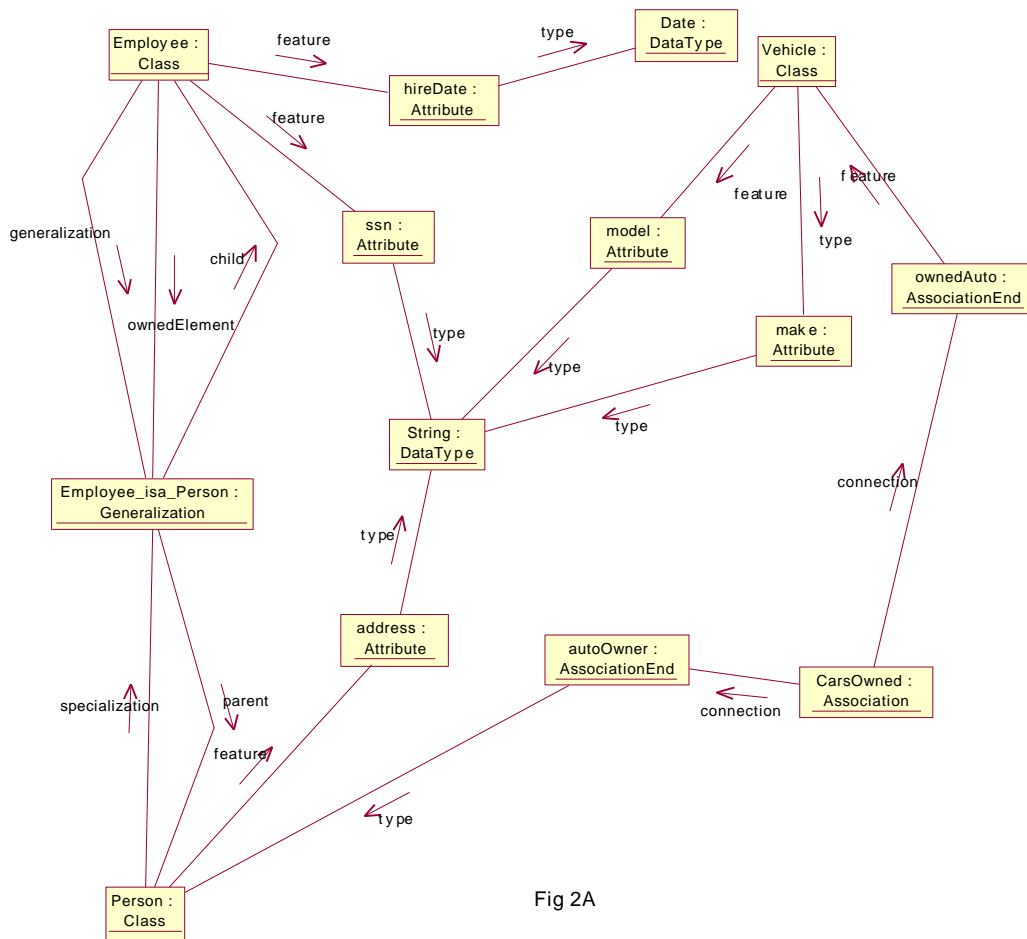 Employee :
Class
feature
type
Date :
DataType
Vehicle :
Class
hireDate :
Attribute
feature
feature
feature
type
generalization
child
ownedElement
ssn :
Attribute
model :
Attribute
ownedAuto :
AssociationEnd
make :
Attribute
type
type
type
String :
DataType
connection
Employee_isa_Person :
Generalization
type
address :
Attribute
autoOwner :
AssociationEnd
CarsOwned :
Association
specialization
parent
connection
feature
type
Person :
Class
Fig 2A